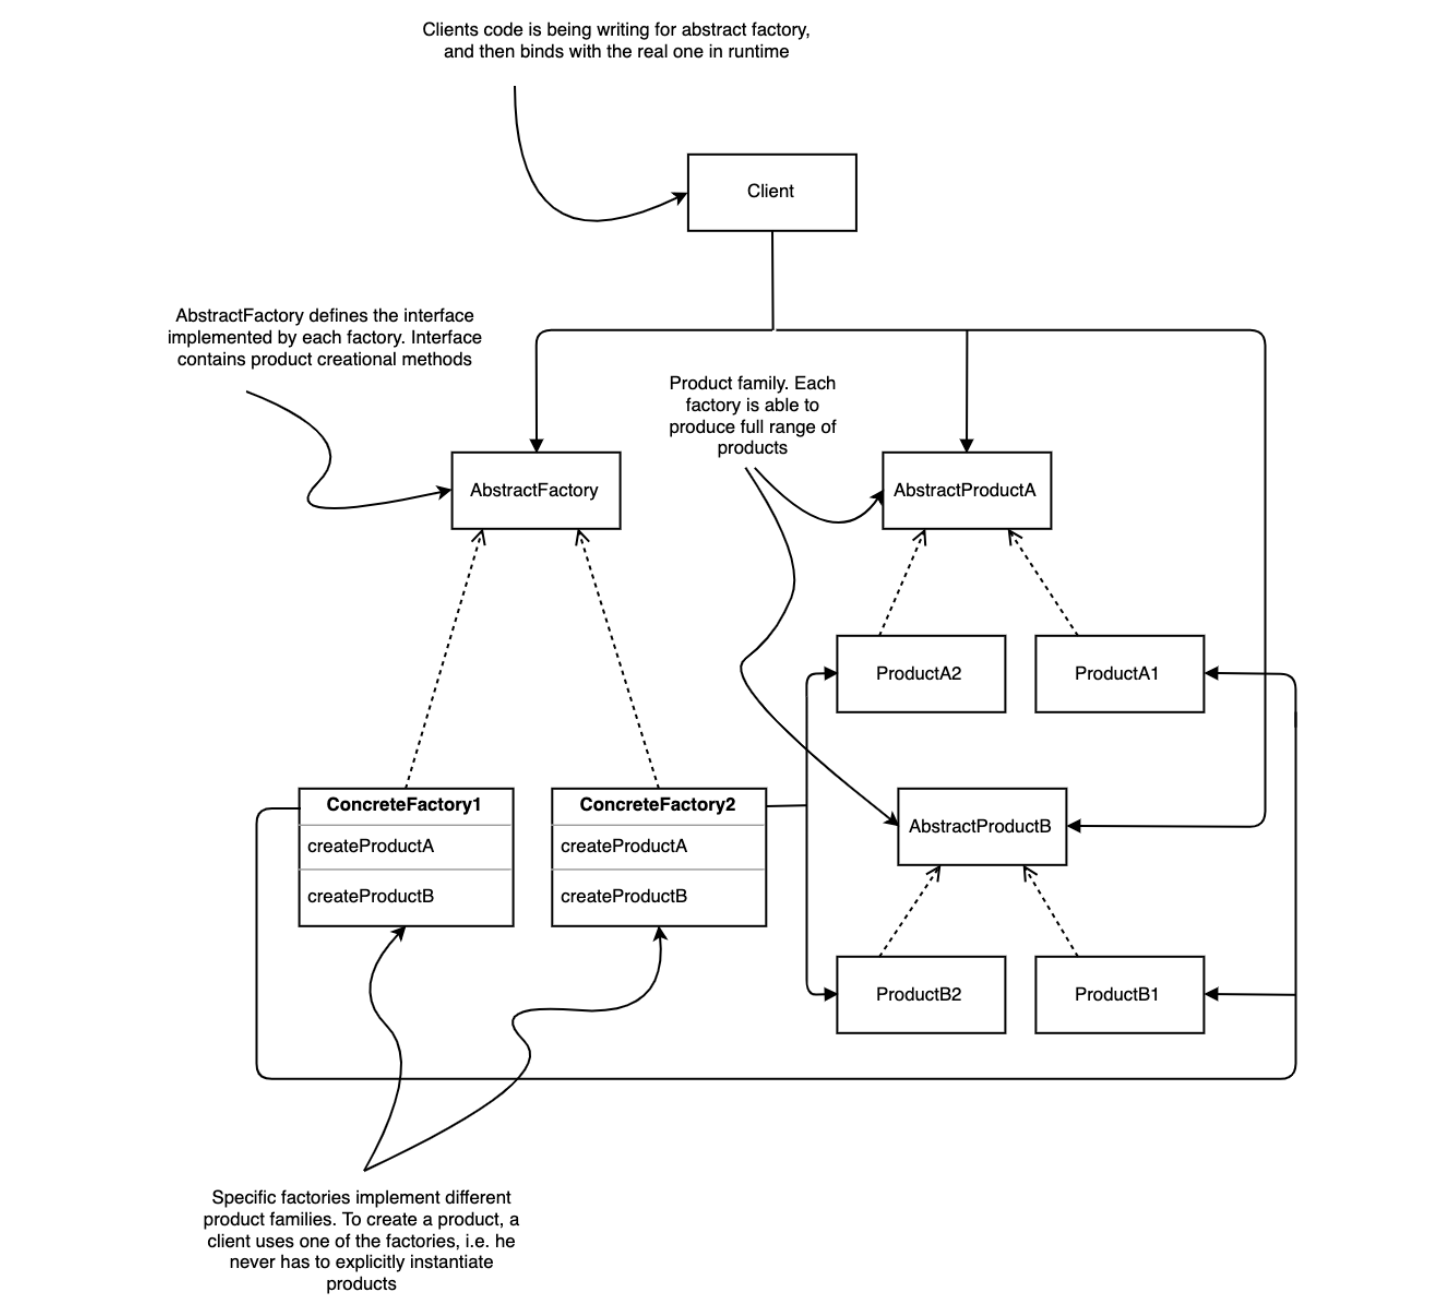 Clients code is being writing for abstract factory,
and then binds with the real one in runtime
Client
AbstractFactory defines the interface
implemented by each factory. Interface
contains product creational methods
Product family. Each
factory is able to
produce full range of
products
AbstractFactory
AbstractProductA
ProductA2
ProductA1
ConcreteFactory1
createProductA
createProductB
ConcreteFactory2
createProductA
createProductB
AbstractProductB
ProductB2
ProductB1
Specific factories implement different
product families. To create a product, a
client uses one of the factories, i.e. he
never has to explicitly instantiate
products